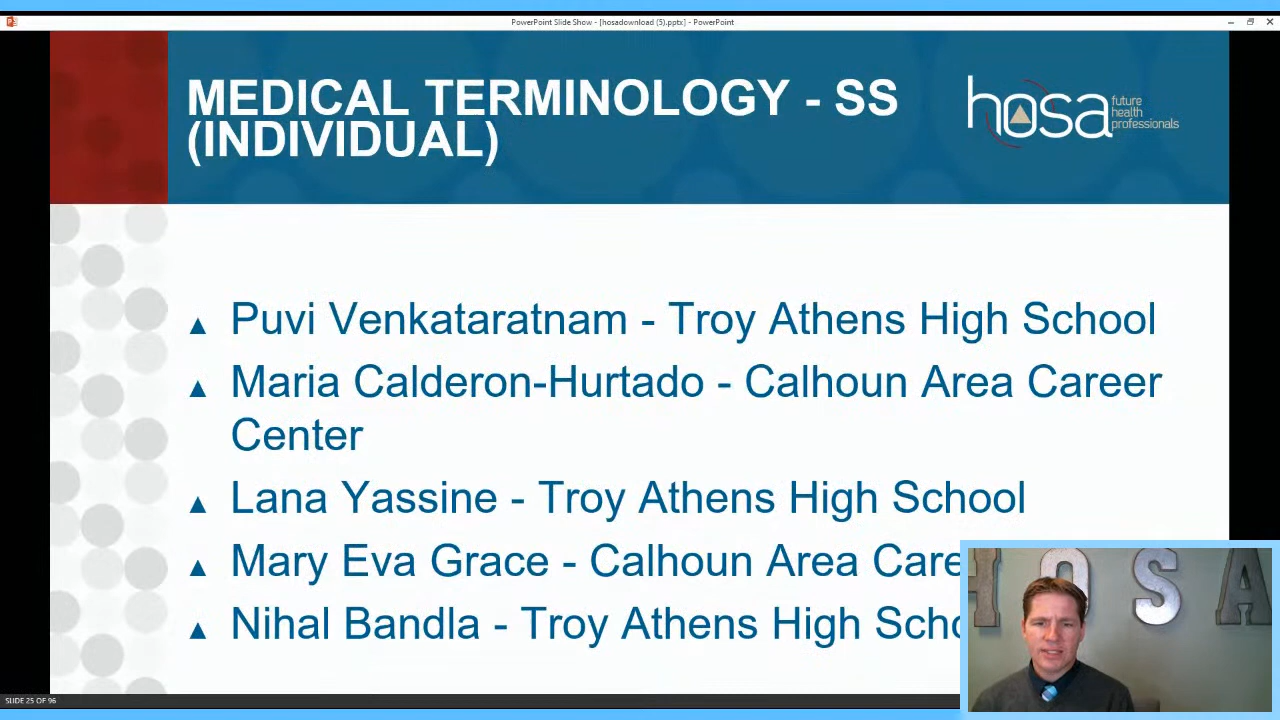 PowerPoint Slide Show - [hosadownload (5).pptx] - PowerPoint
MEDICAL TERMINOLOGY - SS
(INDIVIDUAL)
hosa
future
health
professionals
Puvi Venkataratnam - Troy Athens High School
Maria Calderon-Hurtado - Calhoun Area Career
Center
Lana Yassine - Troy Athens High School
Mary Eva Grace - Calhoun Area
Nihal Bandla - Troy Athens High
HOSA
SLIDE 25 OF 96